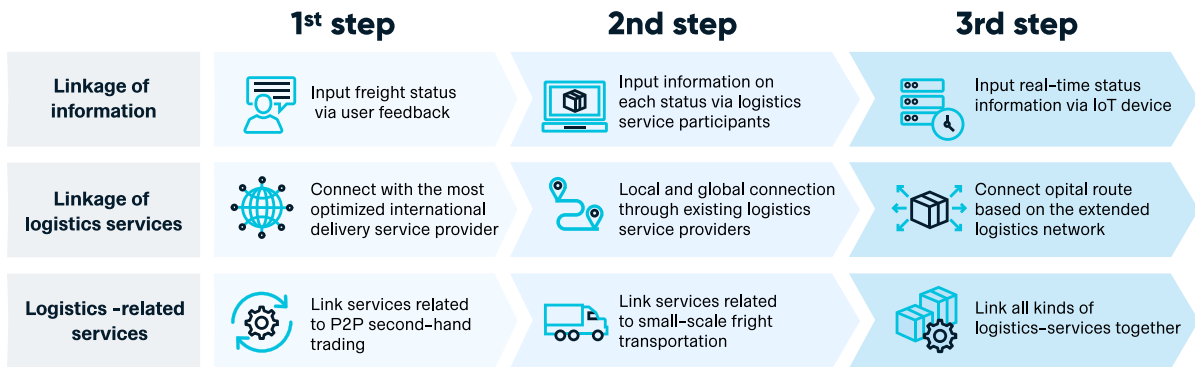 1st step
2nd step
3rd step
Linkage of
information
Input freight status
via user feedback
Input information on
each status via logistics
service participants
Input real-time status
information via IoT device
Linkage of
logistics services
Connect with the most
optimized international
delivery service provider
Local and global connection
through existing logistics
service providers
Connect opital route
based on the extended
logistics network
Logistics -related
services
Link services related
to P2P second-hand
trading
Link services related
to small-scale fright
transportation
Link all kinds of
logistics-services together